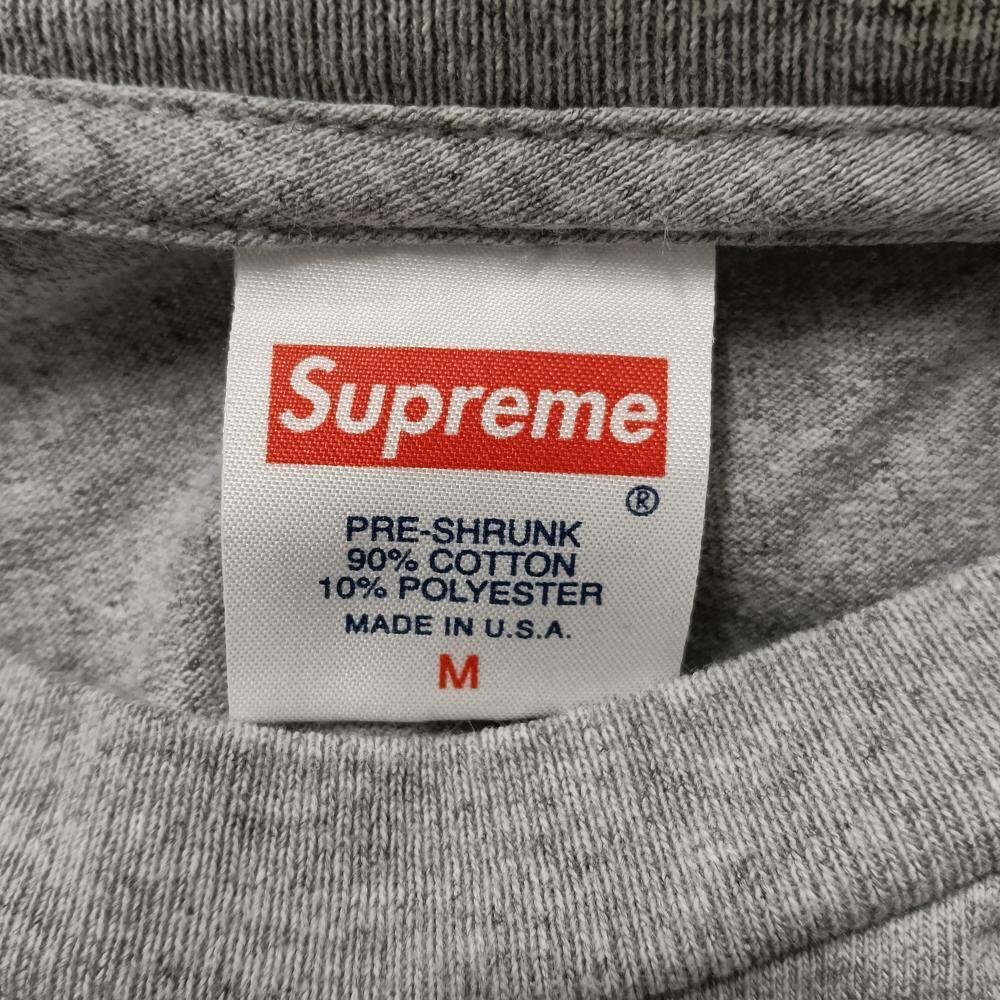 Supreme
®
PRE-SHRUNK
90% COTTON
10% POLYESTER
MADE IN U.S.A.
M